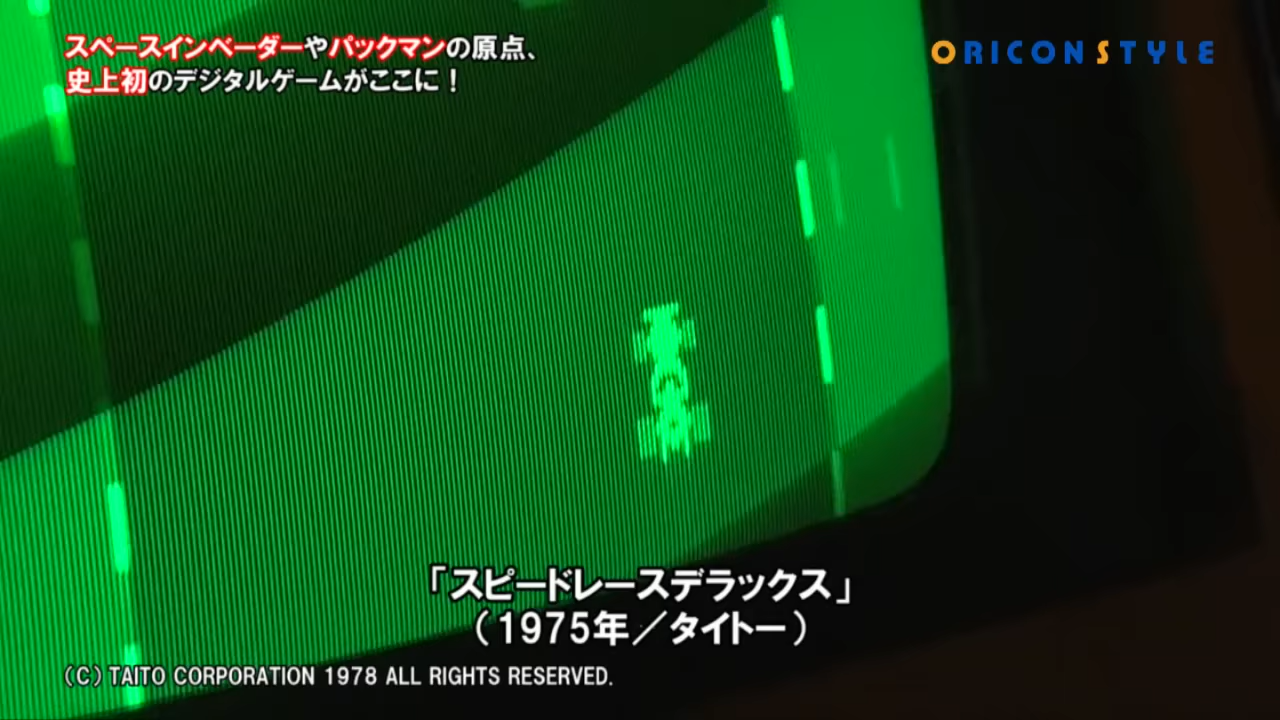 スペースインベーダーやパックマンの原点、
史上初のデジタルゲームがここに！
ORICON STYLE
「スピードレースデラックス」
（1975年／タイトー）
（C）TAITO CORPORATION 1978 ALL RIGHTS RESERVED.